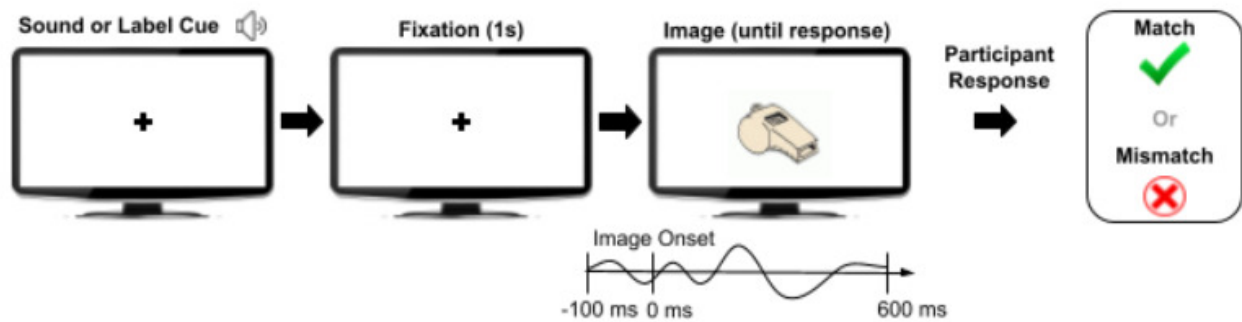 Sound or Label Cue
Fixation (1s)
Image (until response)
Participant
Response
Match
Or
Mismatch
Image Onset
-100 ms 0 ms 600 ms